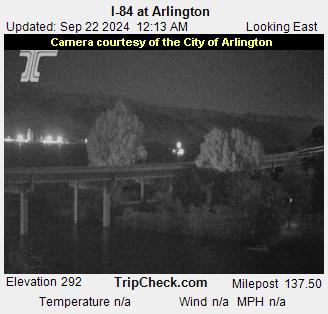 I-84 at Arlington
Updated: Sep 22 2024 12:13 AM Looking East
Camera courtesy of the City of Arlington
Elevation 292 TripCheck.com Milepost 137.50
Temperature n/a Wind n/a MPH n/a